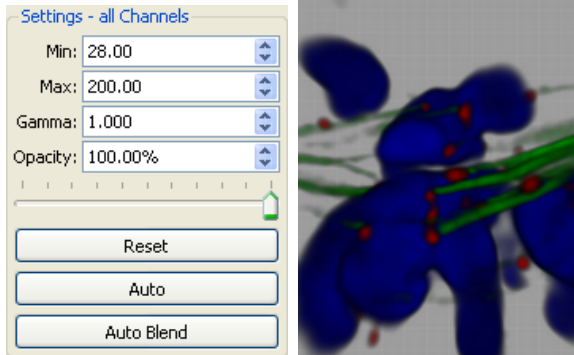 Settings - all Channels
Min: 28.00
Max: 200.00
Gamma: 1.000
Opacity: 100.00%
Reset
Auto
Auto Blend